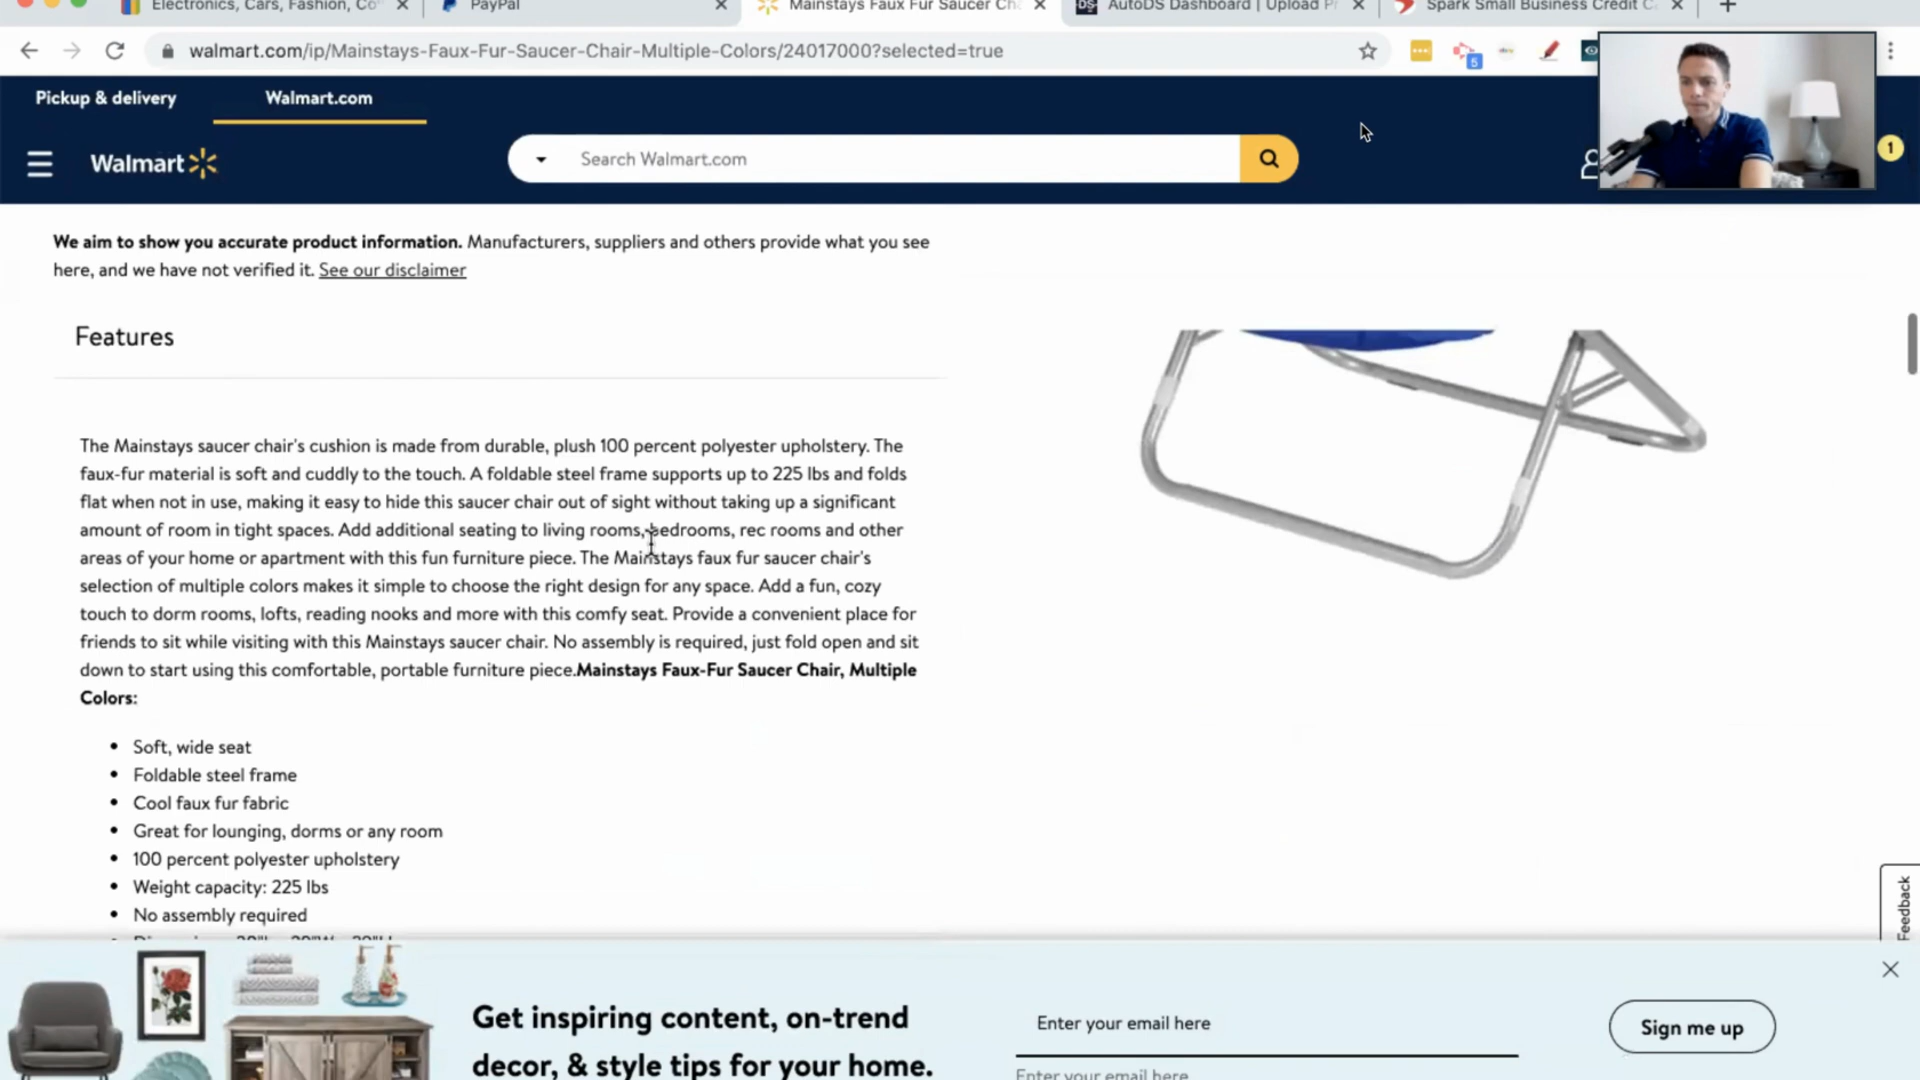 Electronics, Cars, Fashion, Co
PayPal
Mainstays Faux Fur Saucer Ch
AutoDS Dashboard | Upload P
Spark Small Business Credit C
walmart.com/ip/Mainstays-Faux-Fur-Saucer-Chair-Multiple-Colors/24017000?selected=true
5
Pickup & delivery
Walmart.com
Walmart
Search Walmart.com
1
We aim to show you accurate product information. Manufacturers, suppliers and others provide what you see
here, and we have not verified it. See our disclaimer
Features
The Mainstays saucer chair's cushion is made from durable, plush 100 percent polyester upholstery. The
faux-fur material is soft and cuddly to the touch. A foldable steel frame supports up to 225 lbs and folds
flat when not in use, making it easy to hide this saucer chair out of sight without taking up a significant
amount of room in tight spaces. Add additional seating to living rooms, bedrooms, rec rooms and other
areas of your home or apartment with this fun furniture piece. The Mainstays faux fur saucer chair's
selection of multiple colors makes it simple to choose the right design for any space. Add a fun, cozy
touch to dorm rooms, lofts, reading nooks and more with this comfy seat. Provide a convenient place for
friends to sit while visiting with this Mainstays saucer chair. No assembly is required, just fold open and sit
down to start using this comfortable, portable furniture piece.Mainstays Faux-Fur Saucer Chair, Multiple
Colors:
Soft, wide seat
Foldable steel frame
Cool faux fur fabric
Great for lounging, dorms or any room
100 percent polyester upholstery
Weight capacity: 225 lbs
No assembly required
Feedback
Get inspiring content, on-trend
decor, & style tips for your home.
Enter your email here
Enter your email here
Sign me up